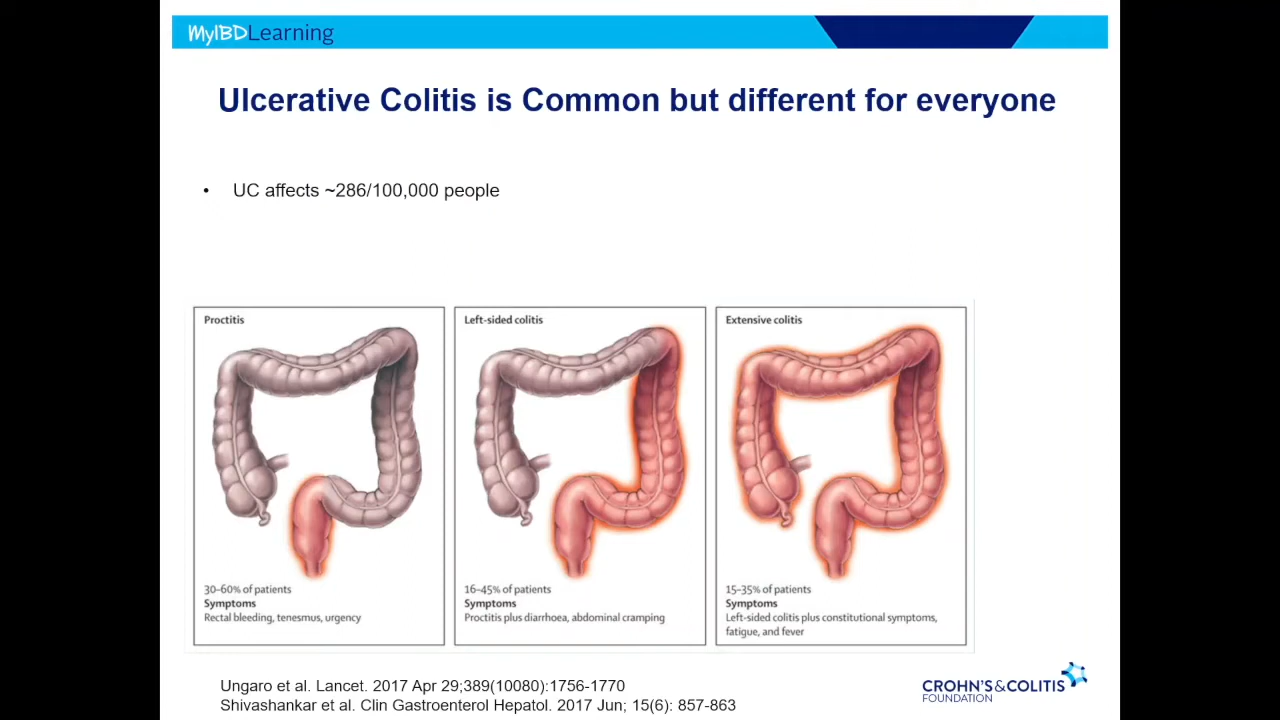 MyIBDLearning
Ulcerative Colitis is Common but different for everyone
• UC affects ~286/100,000 people
Proctitis
30–60% of patients
Symptoms
Rectal bleeding, tenesmus, urgency
Left-sided colitis
16–45% of patients
Symptoms
Proctitis plus diarrhoea, abdominal cramping
Extensive colitis
15–35% of patients
Symptoms
Left-sided colitis plus constitutional symptoms,
fatigue, and fever
Ungaro et al. Lancet. 2017 Apr 29;389(10080):1756-1770
Shivashankar et al. Clin Gastroenterol Hepatol. 2017 Jun; 15(6): 857-863
CROHN'S & COLITIS
FOUNDATION